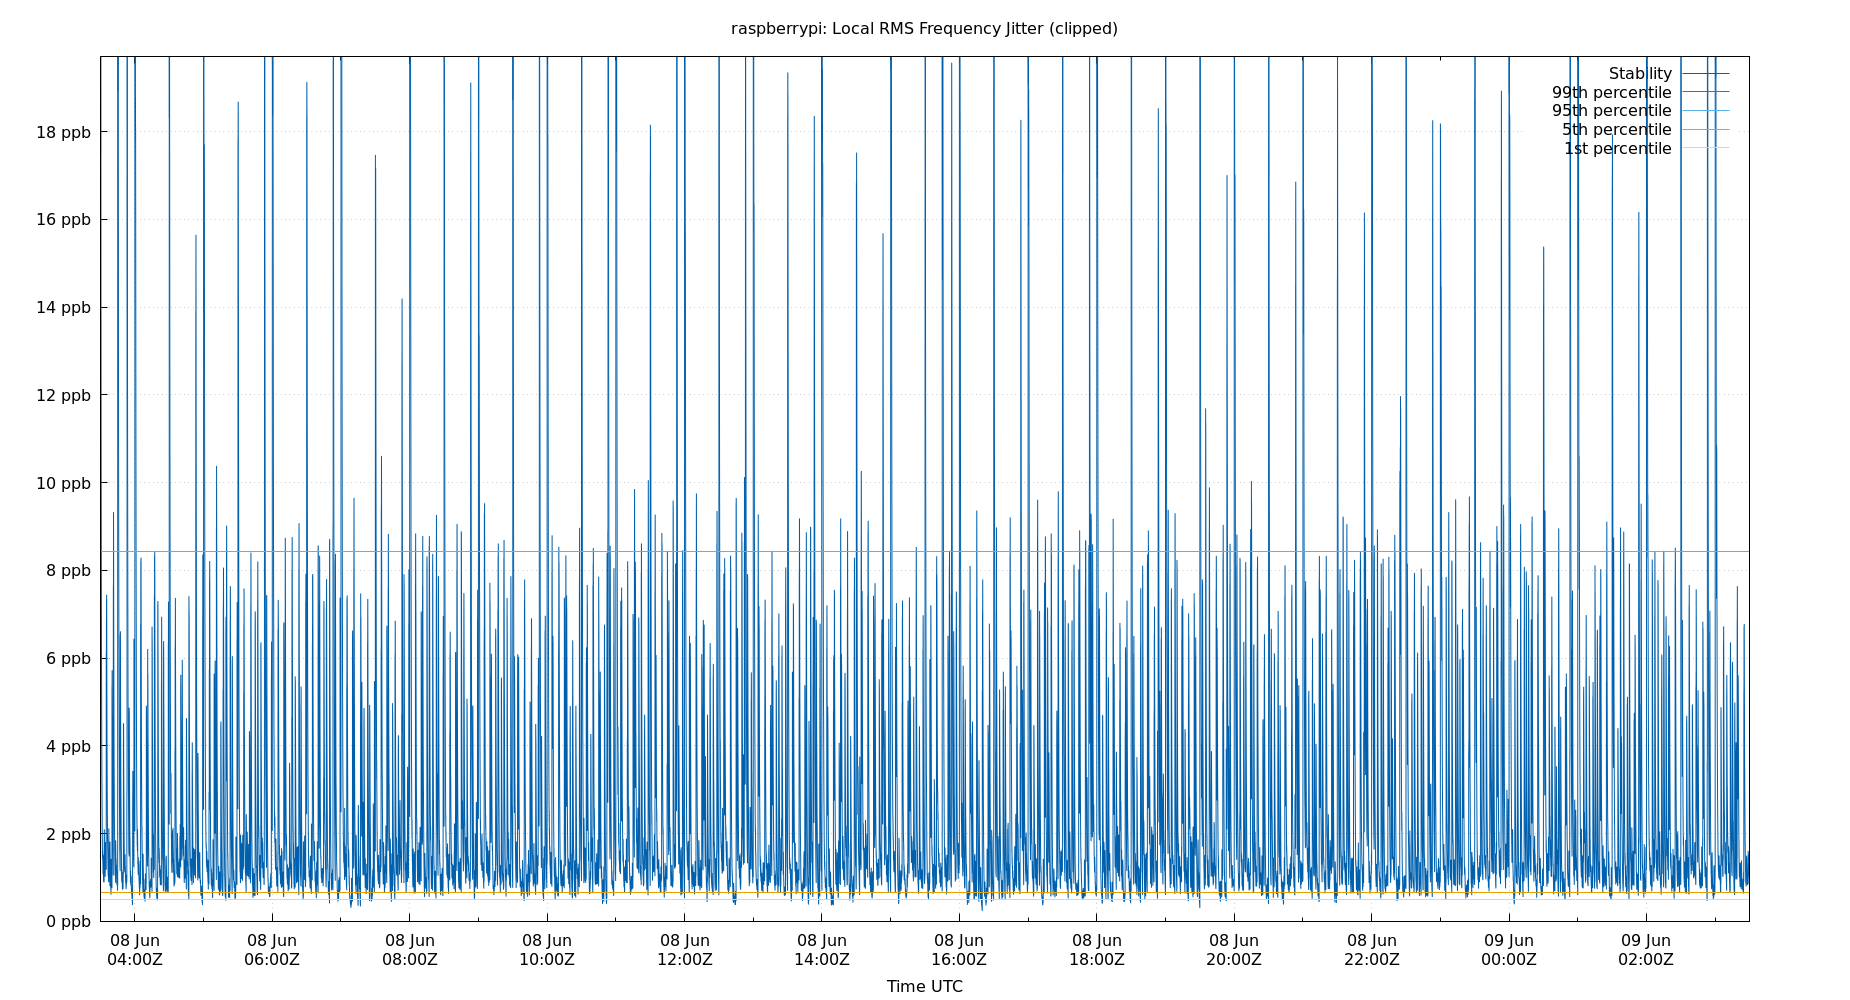 raspberrypi: Local RMS Frequency Jitter (clipped)
Stability
99th percentile
95th percentile
5th percentile
1st percentile
18 ppb
16 ppb
14 ppb
12 ppb
10 ppb
8 ppb
6 ppb
4 ppb
2 ppb
0 ppb
08 Jun 08 Jun 08 Jun 08 Jun 08 Jun 08 Jun 08 Jun 08 Jun 08 Jun 08 Jun 09 Jun 09 Jun
04:00Z 06:00Z 08:00Z 10:00Z 12:00Z 14:00Z 16:00Z 18:00Z 20:00Z 22:00Z 00:00Z 02:00Z
Time UTC